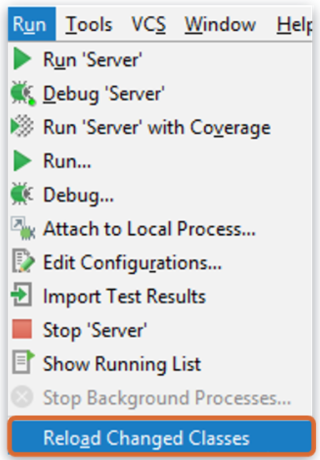 Run Tools VCS Window Help
Run 'Server'
Debug 'Server'
Run 'Server' with Coverage
Run...
Debug...
Attach to Local Process...
Edit Configurations...
Import Test Results
Stop 'Server'
Show Running List
Stop Background Processes...
Reload Changed Classes